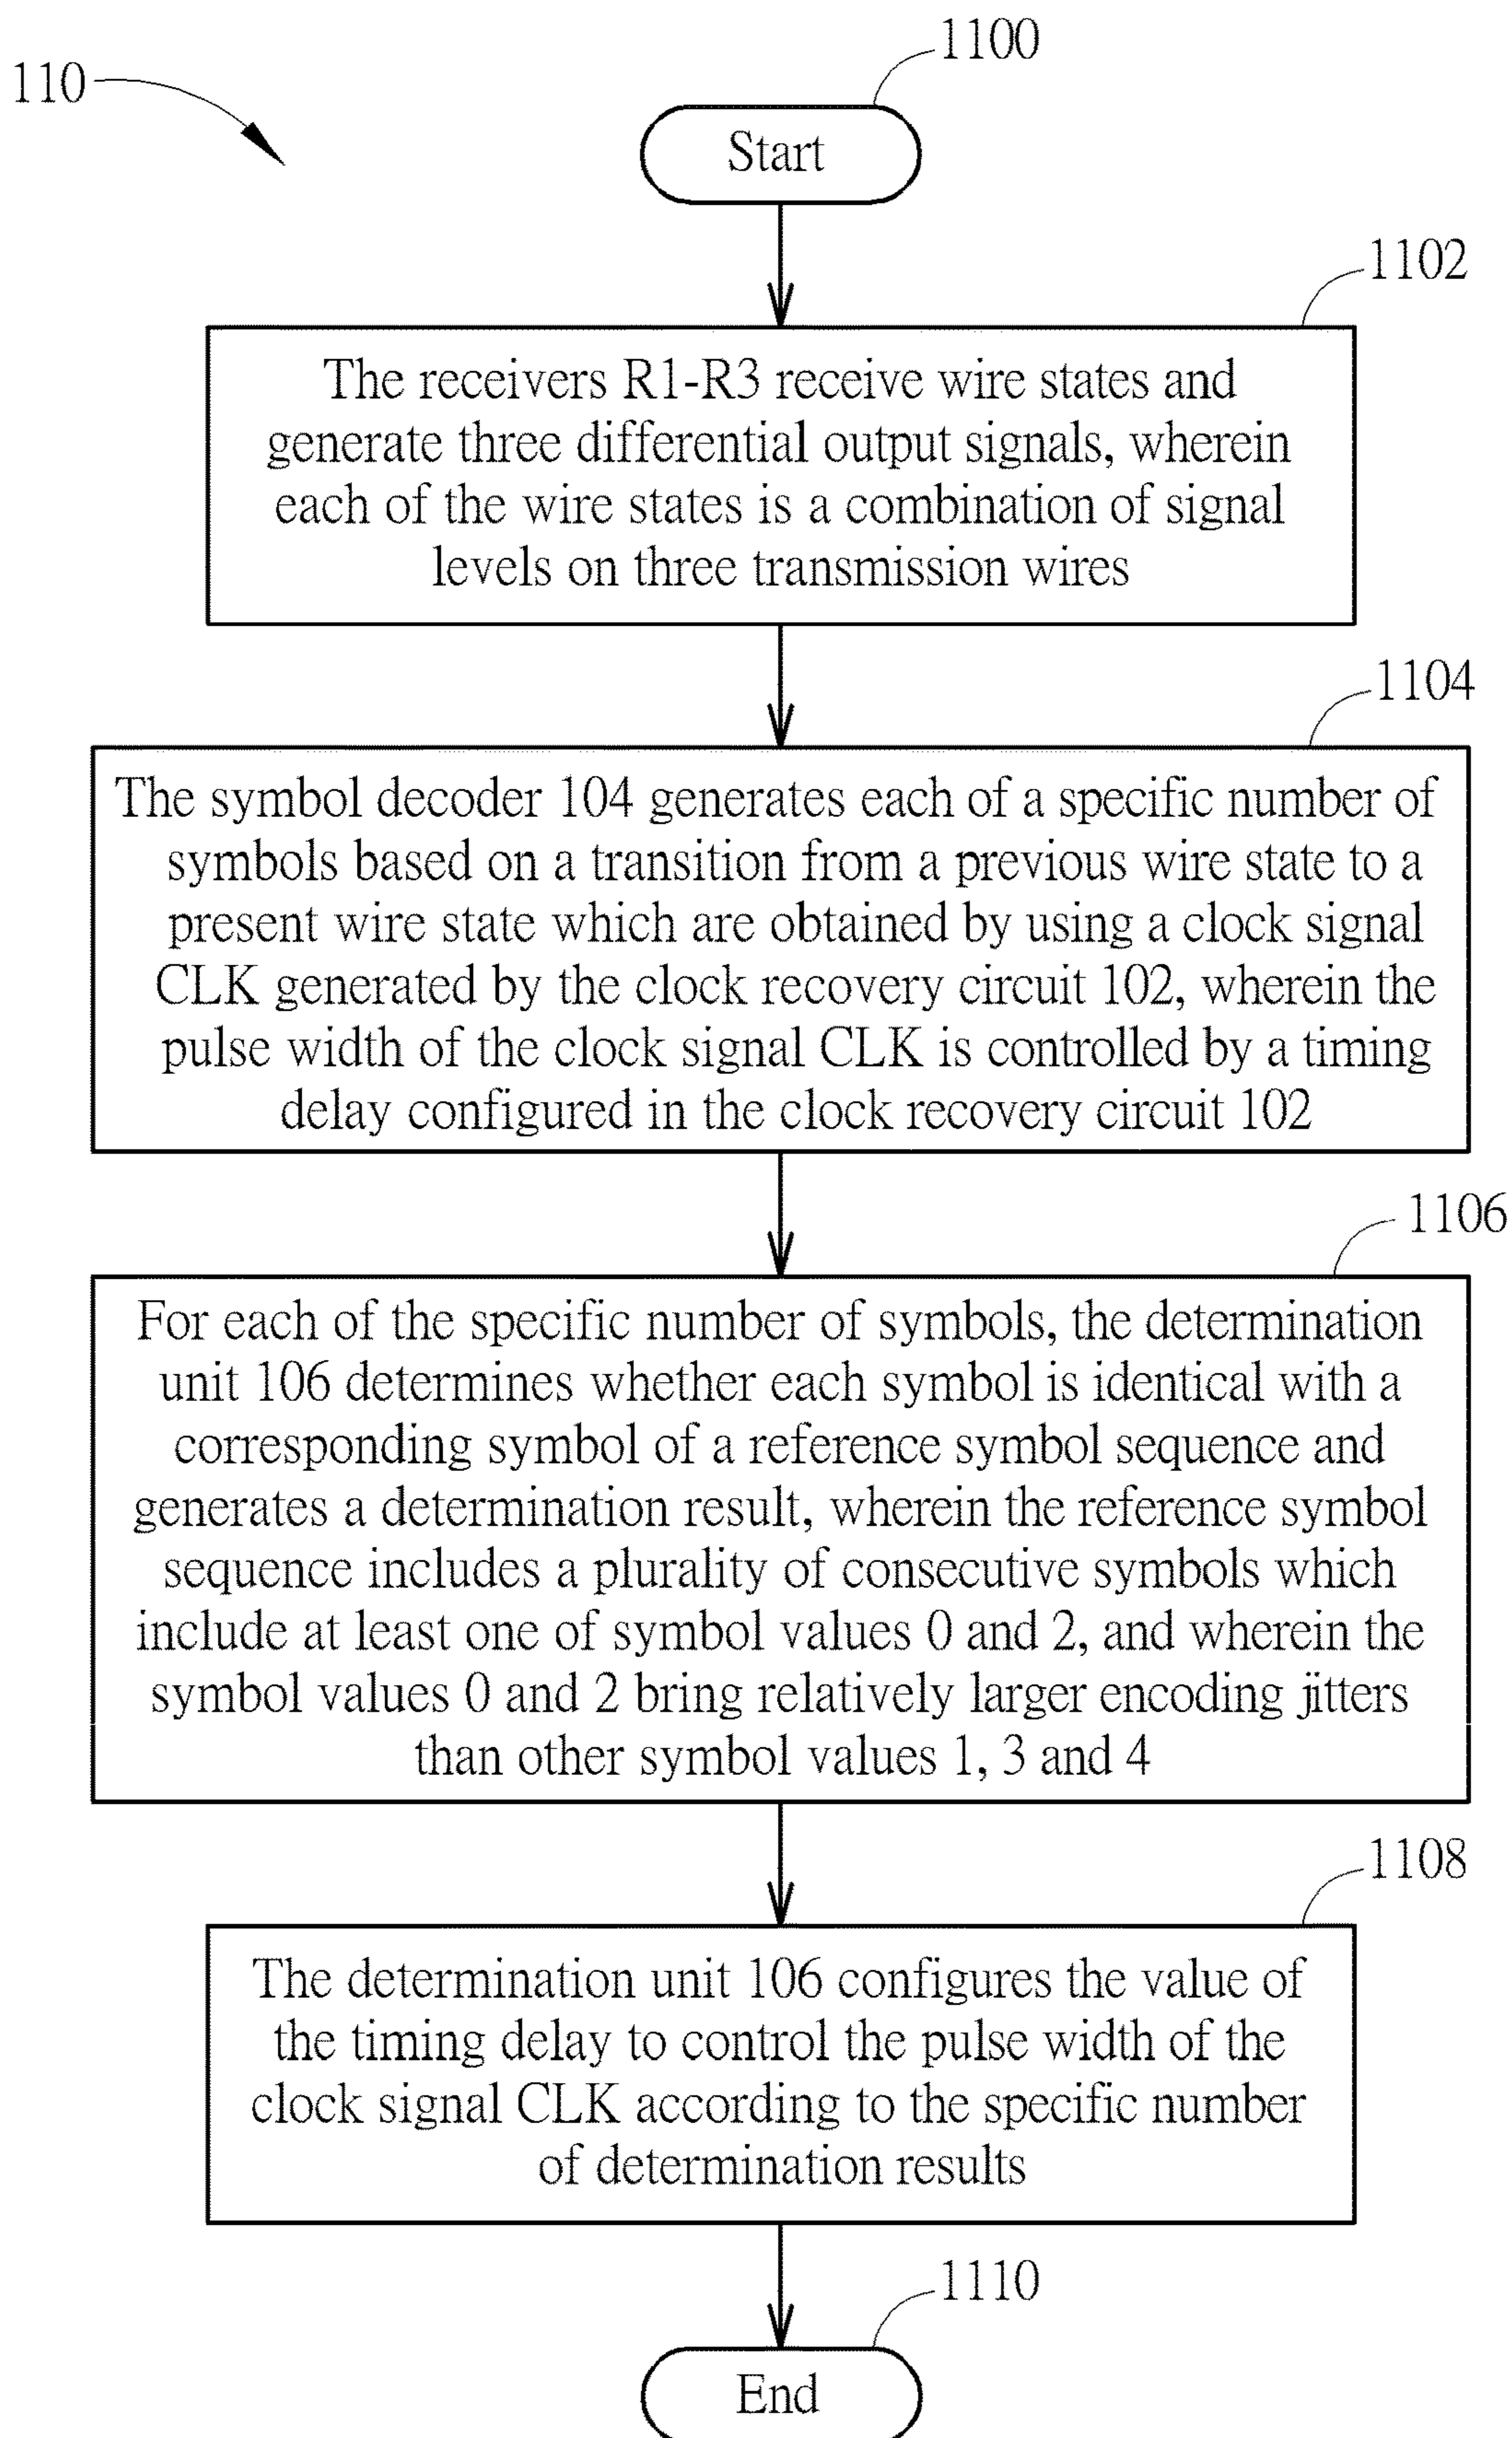 1100
110
Start
1102
The receivers R1-R3 receive wire states and
generate three differential output signals, wherein
each of the wire states is a combination of signal
levels on three transmission wires
1104
The symbol decoder 104 generates each of a specific number of
symbols based on a transition from a previous wire state to a
present wire state which are obtained by using a clock signal
CLK generated by the clock recovery circuit 102, wherein the
pulse width of the clock signal CLK is controlled by a timing
delay configured in the clock recovery circuit 102
1106
For each of the specific number of symbols, the determination
unit 106 determines whether each symbol is identical with a
corresponding symbol of a reference symbol sequence and
generates a determination result, wherein the reference symbol
sequence includes a plurality of consecutive symbols which
include at least one of symbol values 0 and 2, and wherein the
symbol values 0 and 2 bring relatively larger encoding jitters
than other symbol values 1, 3 and 4
1108
The determination unit 106 configures the value of
the timing delay to control the pulse width of the
clock signal CLK according to the specific number
of determination results
1110
End